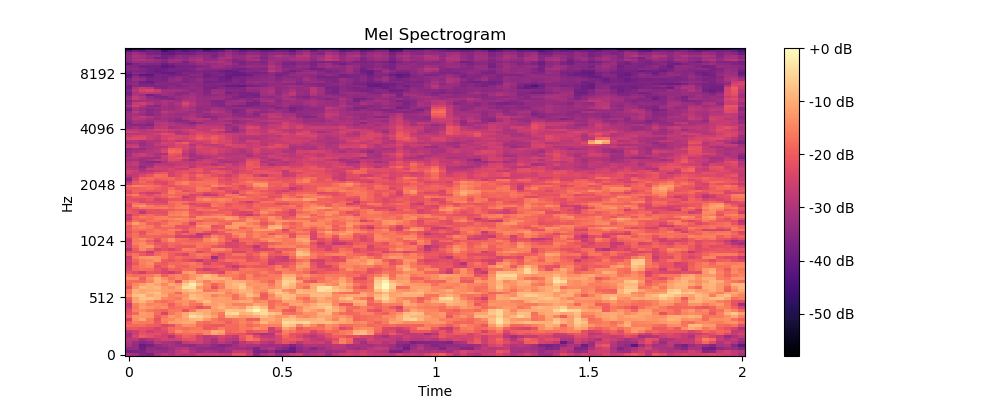 Mel Spectrogram
Hz
8192
4096
2048
1024
512
0
0 0.5 1 1.5 2
Time
+0 dB
-10 dB
-20 dB
-30 dB
-40 dB
-50 dB